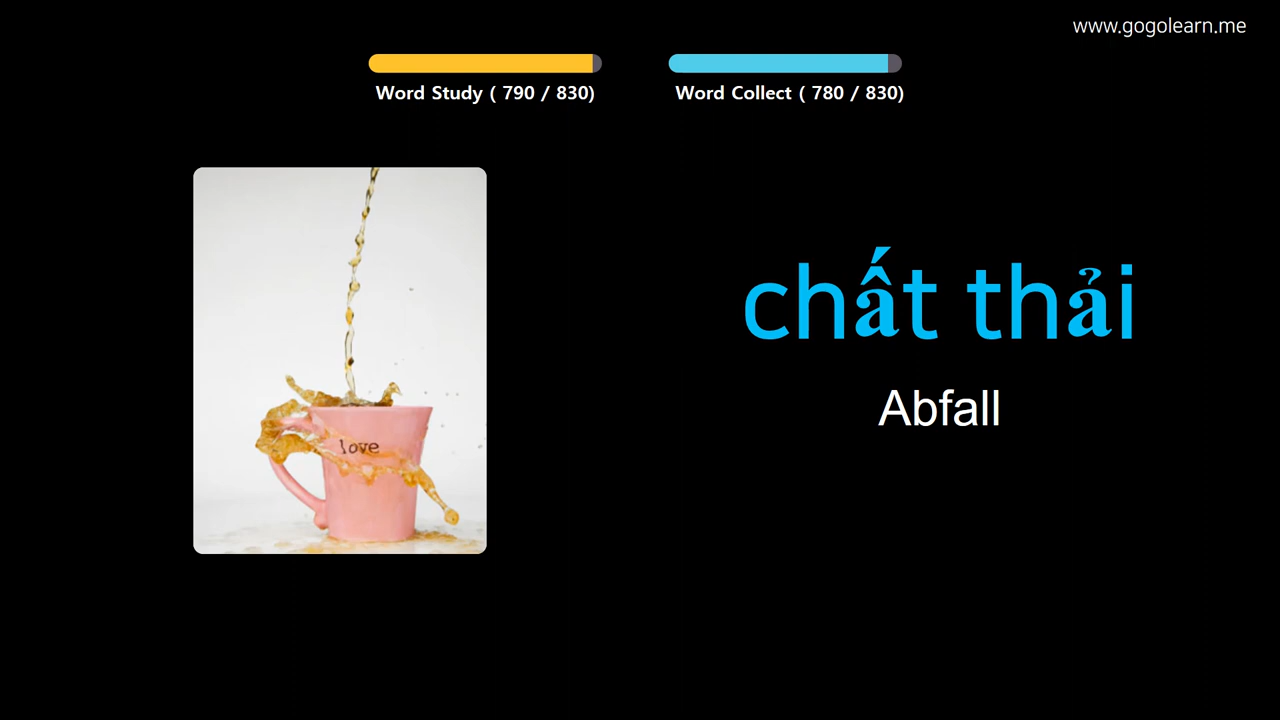 www.gogolearn.me
Word Study ( 790 / 830)
Word Collect ( 780 / 830)
love
chất thải
Abfall